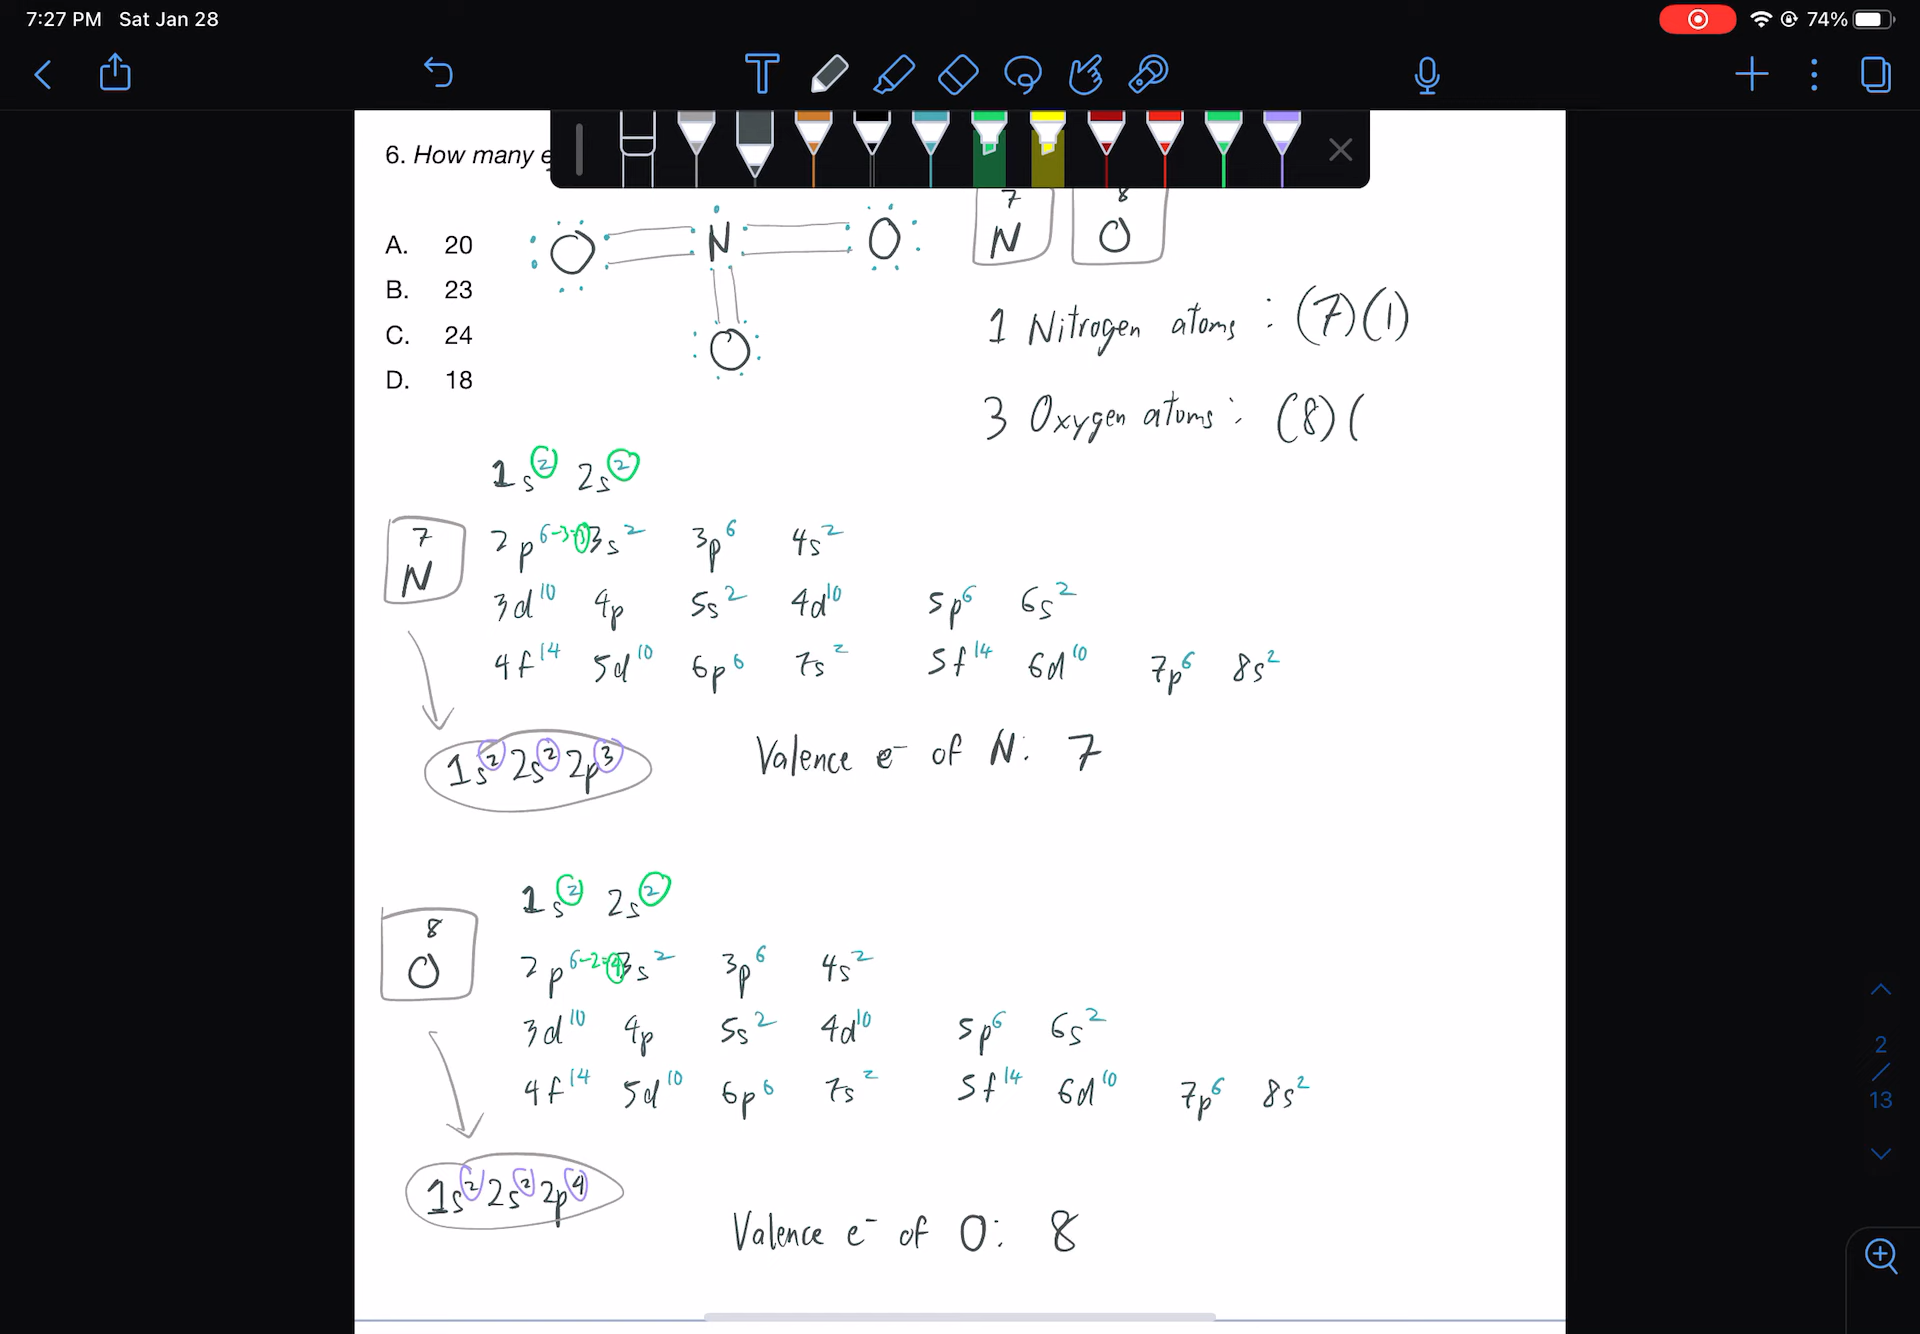 7:27 PM Sat Jan 28
74%
6. How many
7 8
N O
O N O
O
A. 20
B. 23
C. 24
D. 18
1 Nitrogen atoms : (7)(1)
3 Oxygen atoms : (8)(
1s² 2s²
7
N
2p⁶⁻³⁼³ 3s² 3p⁶ 4s²
3d¹⁰ 4p 5s² 4d¹⁰ 5p⁶ 6s²
4f¹⁴ 5d¹⁰ 6p⁶ 7s² 5f¹⁴ 6d¹⁰ 7p⁶ 8s²
1s² 2s² 2p³
Valence e⁻ of N: 7
1s² 2s²
8
O
2p⁶⁻²⁼⁴ 3s² 3p⁶ 4s²
3d¹⁰ 4p 5s² 4d¹⁰ 5p⁶ 6s²
4f¹⁴ 5d¹⁰ 6p⁶ 7s² 5f¹⁴ 6d¹⁰ 7p⁶ 8s²
1s² 2s² 2p⁴
Valence e⁻ of O: 8
2
/
13